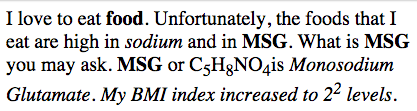 I love to eat food. Unfortunately, the foods that I
eat are high in sodium and in MSG. What is MSG
you may ask. MSG or C₅H₈NO₄is Monosodium
Glutamate. My BMI index increased to 2² levels.